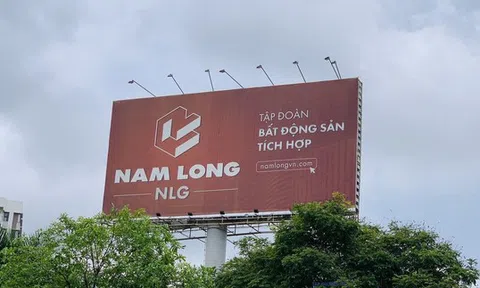 NAM LONG
NLG
TẬP ĐOÀN
BẤT ĐỘNG SẢN
TÍCH HỢP
namlongvn.com